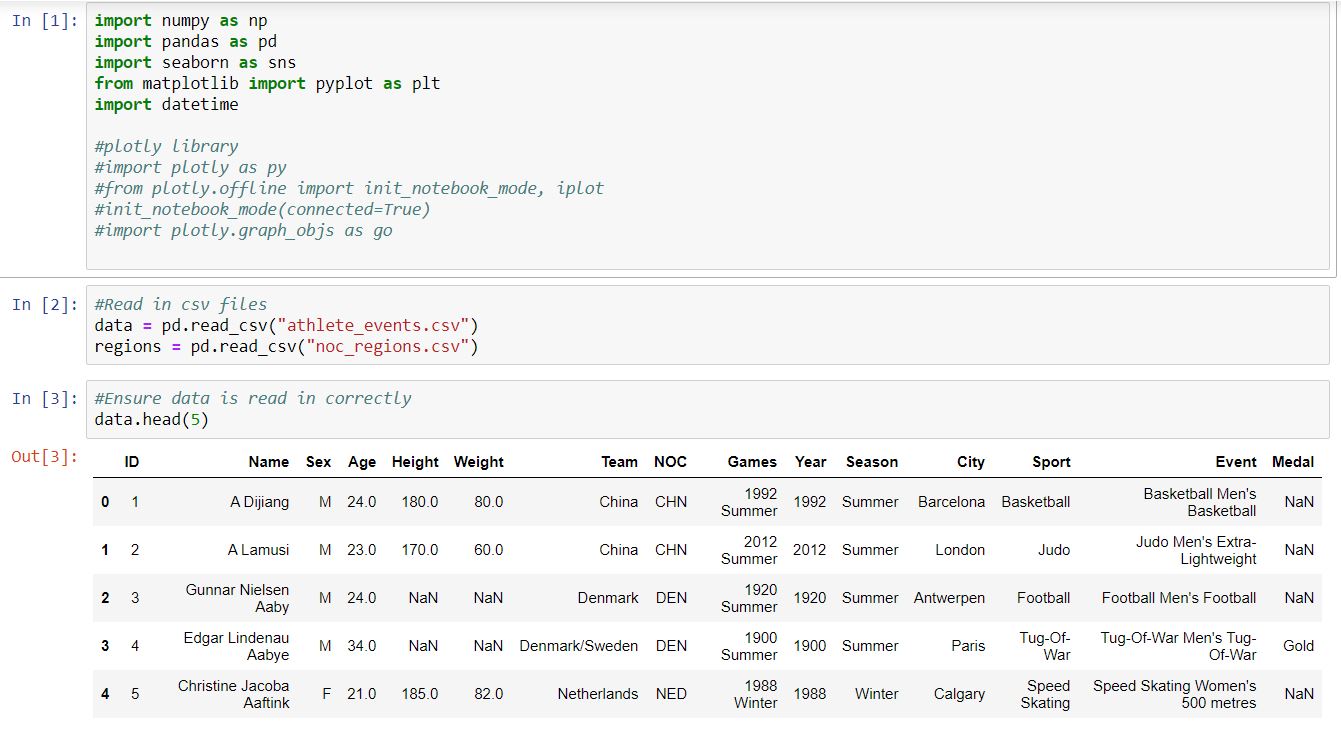 In [1]: import numpy as np
import pandas as pd
import seaborn as sns
from matplotlib import pyplot as plt
import datetime
#plotly library
#import plotly as py
#from plotly.offline import init_notebook_mode, iplot
#init_notebook_mode(connected=True)
#import plotly.graph_objs as go
In [2]: #Read in csv files
data = pd.read_csv("athlete_events.csv")
regions = pd.read_csv("noc_regions.csv")
In [3]: #Ensure data is read in correctly
data.head(5)
Out[3]:
ID Name Sex Age Height Weight Team NOC Games Year Season City Sport Event Medal
0 1 A Dijiang M 24.0 180.0 80.0 China CHN 1992 Summer 1992 Summer Barcelona Basketball Basketball Men's Basketball NaN
1 2 A Lamusi M 23.0 170.0 60.0 China CHN 2012 Summer 2012 Summer London Judo Judo Men's Extra-Lightweight NaN
2 3 Gunnar Nielsen Aaby M 24.0 NaN NaN Denmark DEN 1920 Summer 1920 Summer Antwerpen Football Football Men's Football NaN
3 4 Edgar Lindenau Aabye M 34.0 NaN NaN Denmark/Sweden DEN 1900 Summer 1900 Summer Paris Tug-Of-War Tug-Of-War Men's Tug-Of-War Gold
4 5 Christine Jacoba Aaftink F 21.0 185.0 82.0 Netherlands NED 1988 Winter 1988 Winter Calgary Speed Skating Speed Skating Women's 500 metres NaN